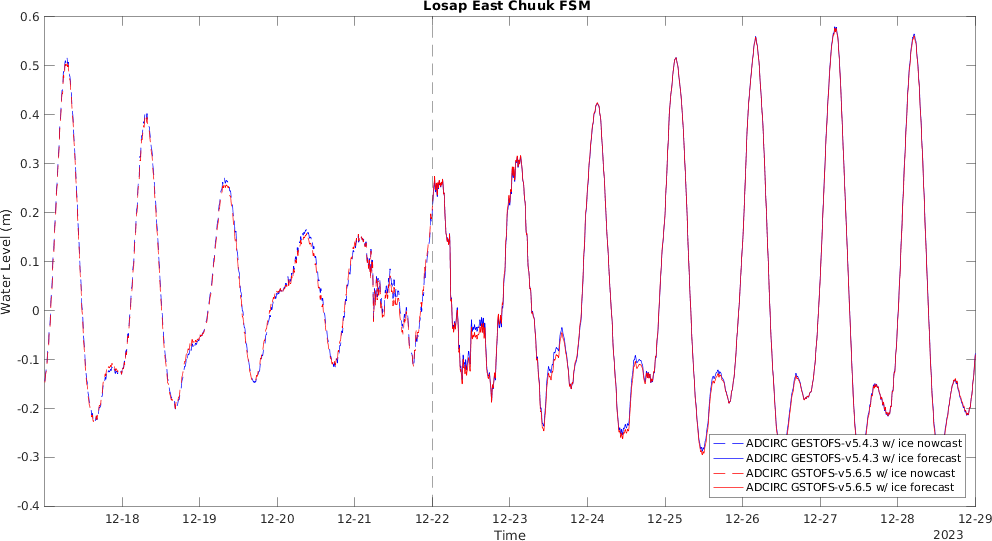 Losap East Chuuk FSM
Water Level (m)
0.6
0.5
0.4
0.3
0.2
0.1
0
-0.1
-0.2
-0.3
-0.4
ADCIRC GESTOFS-v5.4.3 w/ ice nowcast
ADCIRC GESTOFS-v5.4.3 w/ ice forecast
ADCIRC GSTOFS-v5.6.5 w/ ice nowcast
ADCIRC GSTOFS-v5.6.5 w/ ice forecast
12-18 12-19 12-20 12-21 12-22 12-23 12-24 12-25 12-26 12-27 12-28 12-29
Time
2023